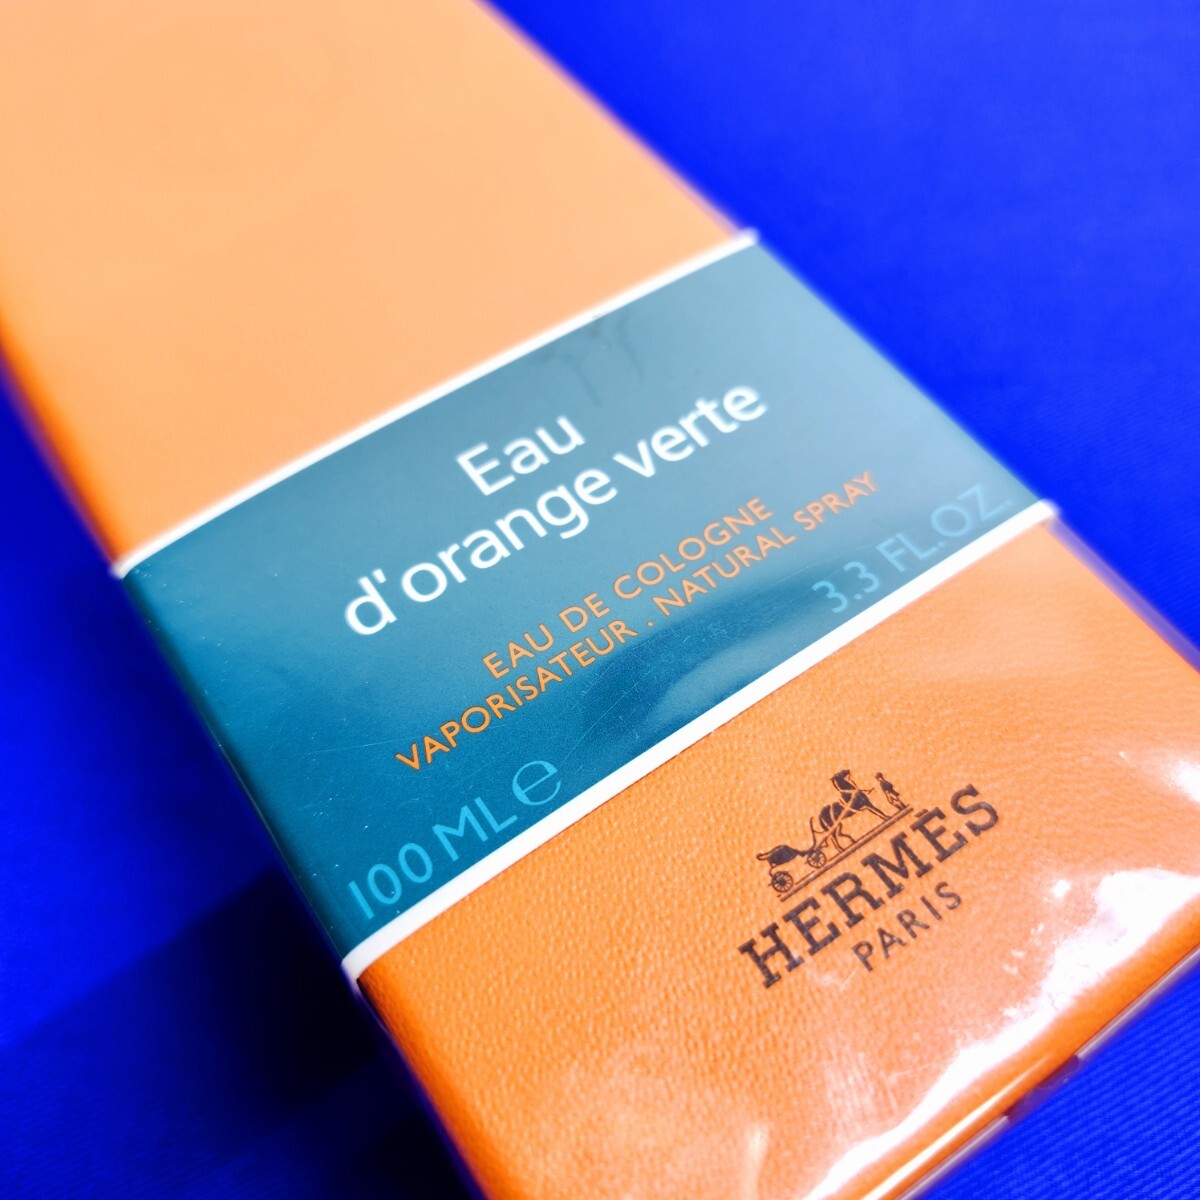 Eau
d'orange verte
EAU DE COLOGNE
VAPORISATEUR . NATURAL SPRAY
100 ML ℮ 3.3 FL.OZ.
HERMÈS
PARIS